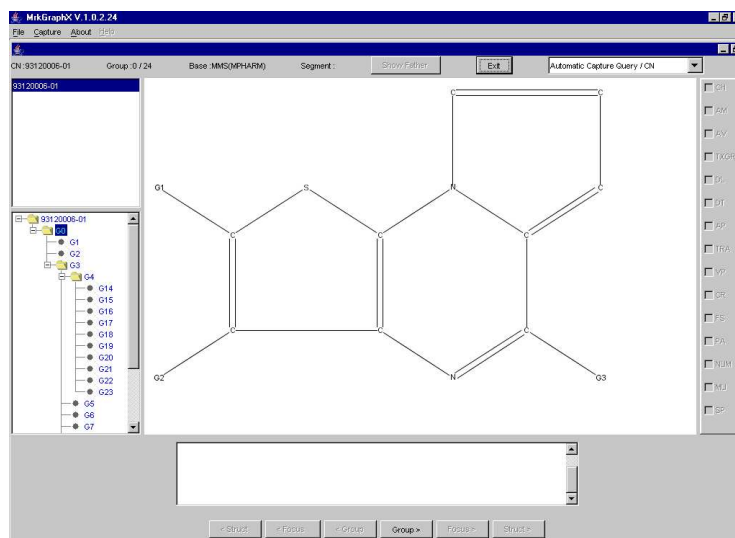 MrkGraphX V.1.0.2.24
File Capture About Help
CN:93120006-01 Group:0 / 24 Base :MMS(MPHARM) Segment : Show Father Exit Automatic Capture Query / CN
93120006-01
C C
G1 S N C
C C C
C C C
G2 N G3
93120006-01
G0
G1
G2
G3
G4
G14
G15
G16
G17
G18
G19
G20
G21
G22
G23
G5
G6
G7
CH
AM
AY
TXGR
DL
DT
AP
TRA
VP
CR
FS
PA
NUM
MU
SP
< Struct < Focus < Group Group > Focus > Struct >